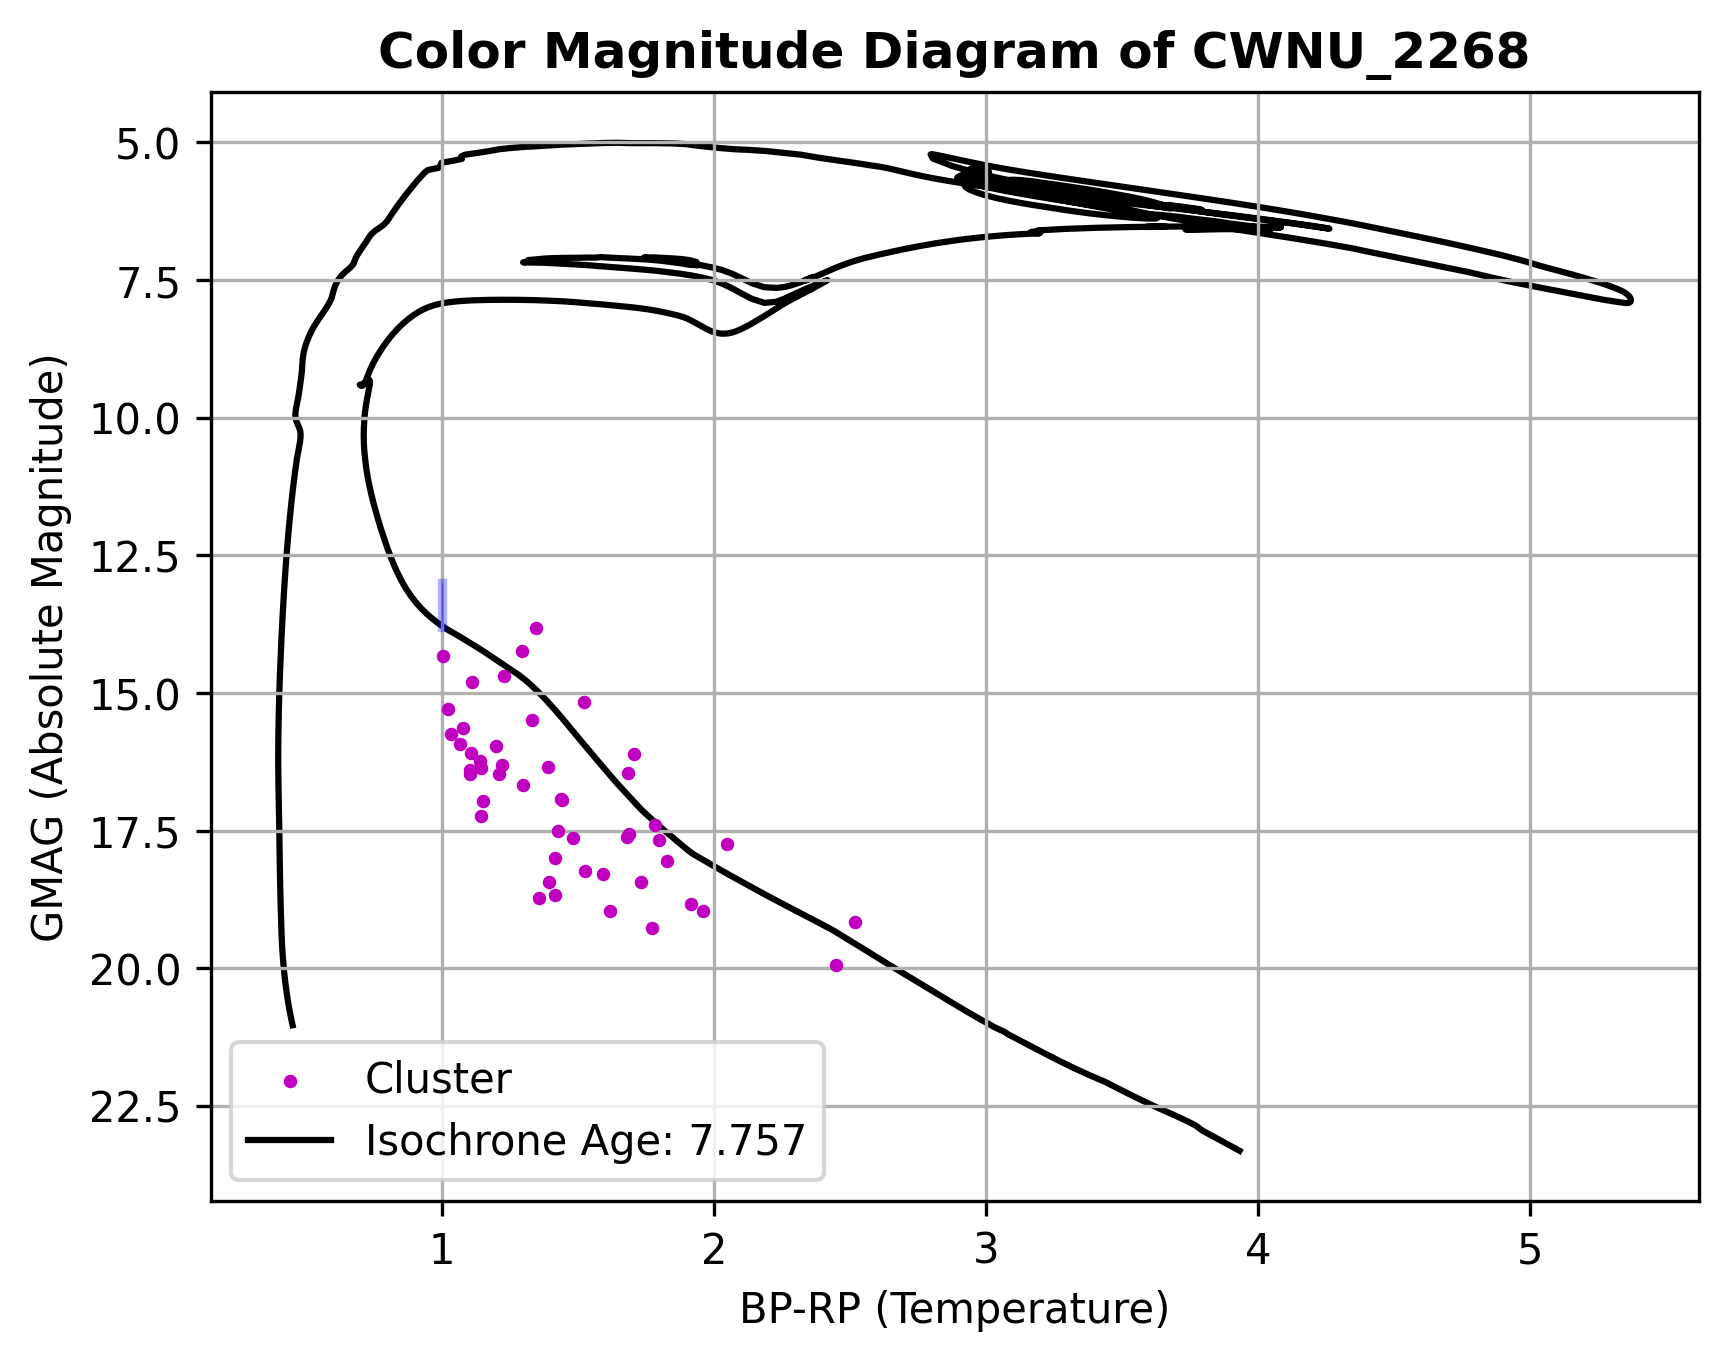 Color Magnitude Diagram of CWNU_2268
GMAG (Absolute Magnitude)
5.0
7.5
10.0
12.5
15.0
17.5
20.0
22.5
Cluster
Isochrone Age: 7.757
1 2 3 4 5
BP-RP (Temperature)